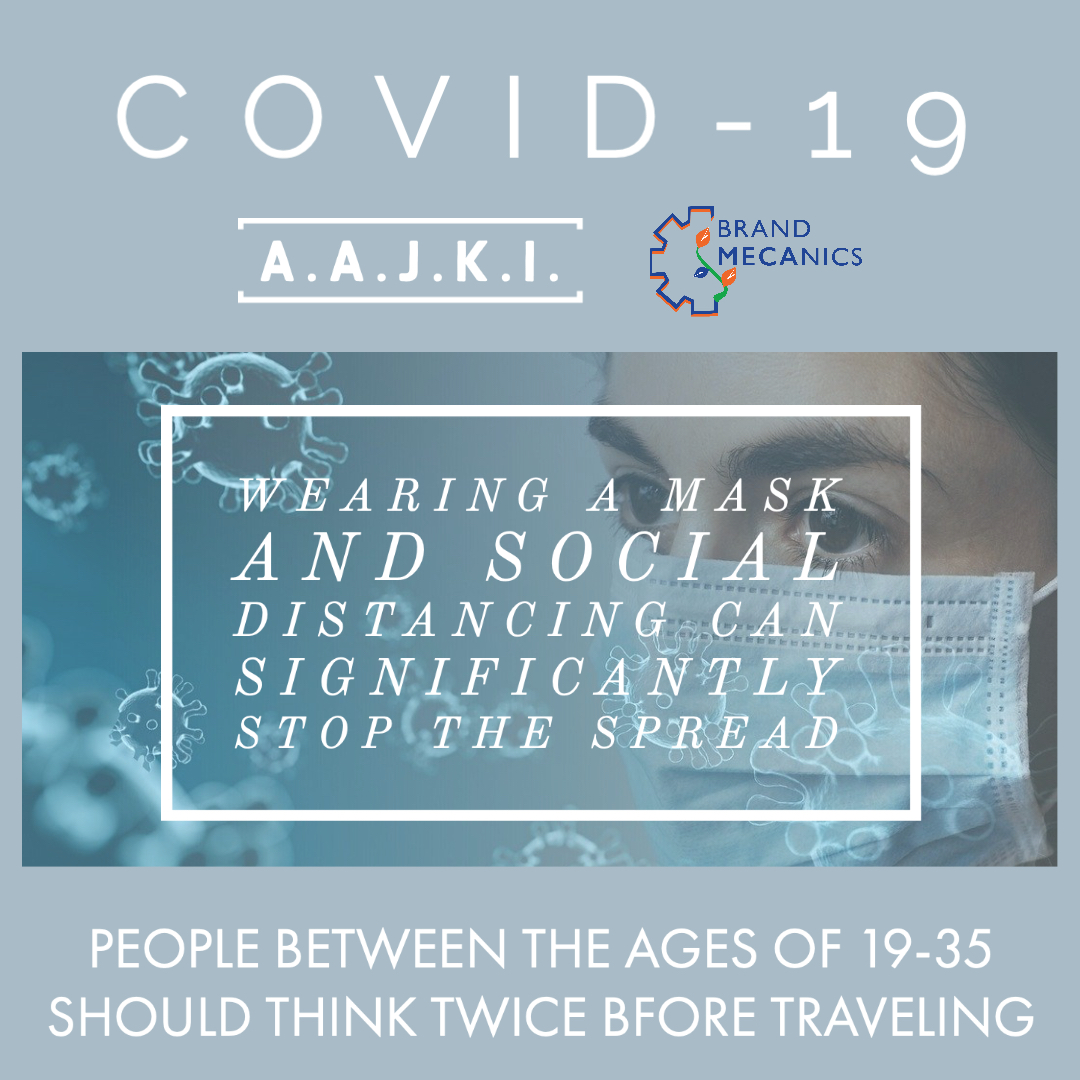 COVID-19
A.A.J.K.I.
BRAND
MECANICS
WEARING A MASK
AND SOCIAL
DISTANCING CAN
SIGNIFICANTLY
STOP THE SPREAD
PEOPLE BETWEEN THE AGES OF 19-35
SHOULD THINK TWICE BFORE TRAVELING